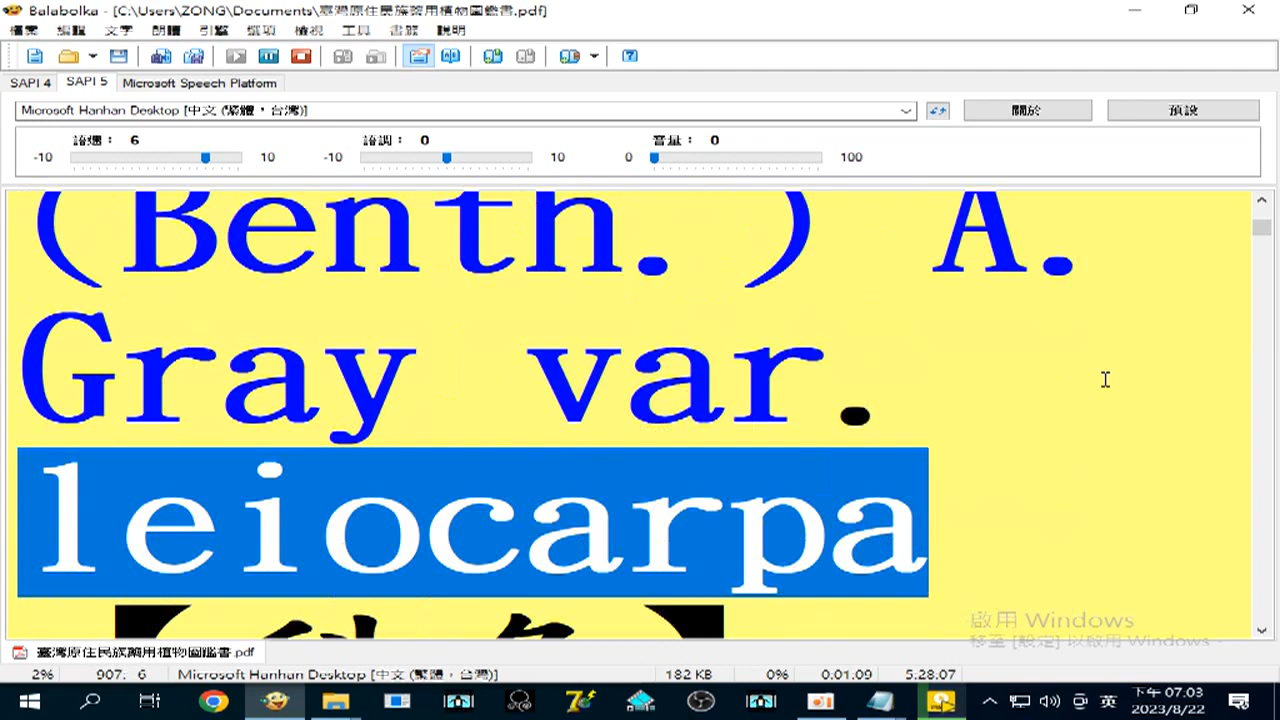 Balabolka - [C:\Users\ZONG\Documents\臺灣原住民族藥用植物圖鑑書.pdf]
檔案 編輯 文字 朗讀 引擎 選項 檢視 工具 書籤 說明
SAPI 4 SAPI 5 Microsoft Speech Platform
Microsoft Hanhan Desktop [中文 (繁體，台灣)] 關於 預設
語速： 6 語調： 0 音量： 0
-10 10 -10 10 0 100
(Benth.) A.
Gray var.
leiocarpa
【科名】
啟用 Windows
移至 [設定] 以啟用 Windows。
臺灣原住民族藥用植物圖鑑書.pdf
2% 907: 6 Microsoft Hanhan Desktop [中文 (繁體，台灣)] 182 KB 0% 0.01.09 5.28.07
英 下午 07:03
2023/8/22